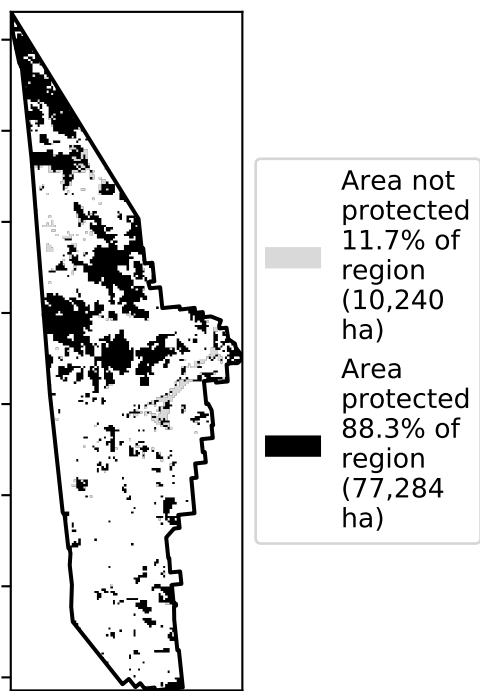 Area not
protected
11.7% of
region
(10,240
ha)
Area
protected
88.3% of
region
(77,284
ha)